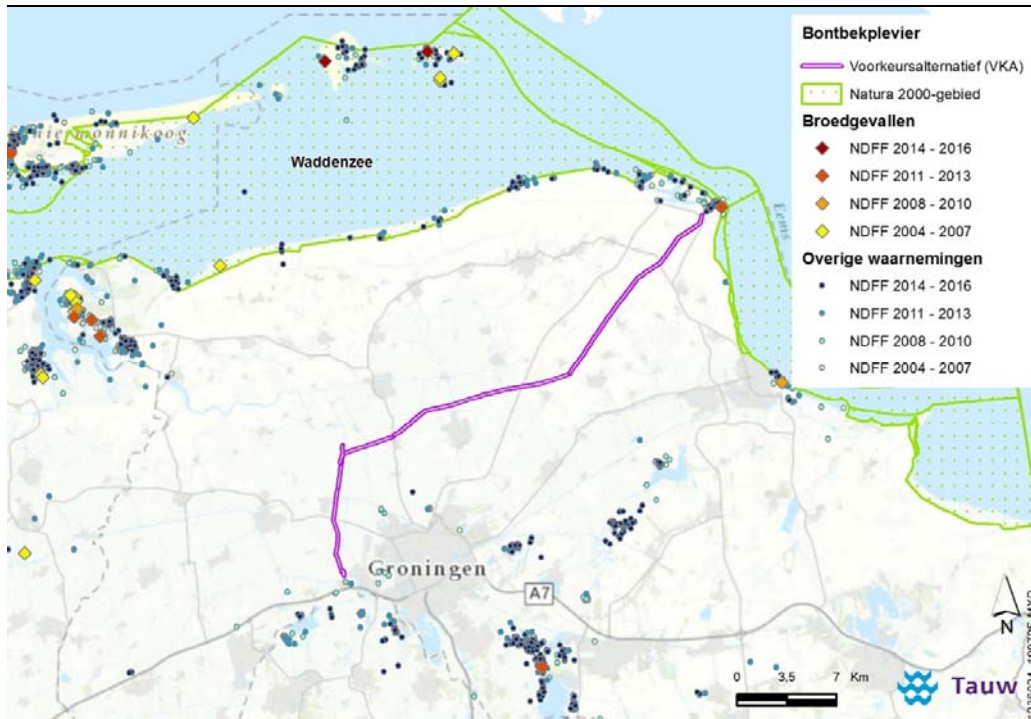 Bontbekplevier
Voorkeursalternatief (VKA)
Natura 2000-gebied
Broedgevallen
NDFF 2014 - 2016
NDFF 2011 - 2013
NDFF 2008 - 2010
NDFF 2004 - 2007
Overige waarnemingen
NDFF 2014 - 2016
NDFF 2011 - 2013
NDFF 2008 - 2010
NDFF 2004 - 2007
Waddenzee
Eems
Groningen
A7
N
0 3,5 7 Km
Tauw